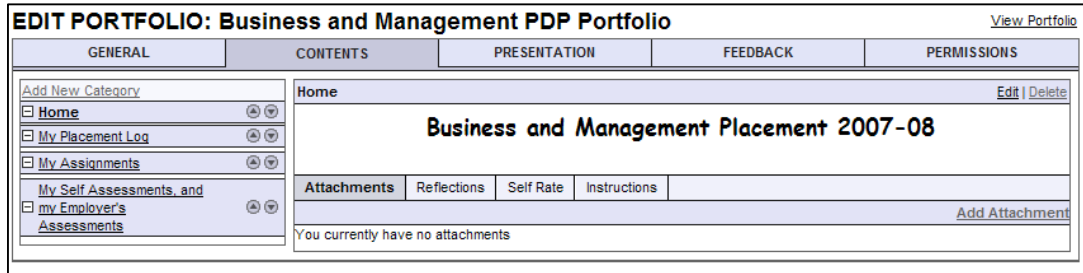 EDIT PORTFOLIO: Business and Management PDP Portfolio
View Portfolio
GENERAL
CONTENTS
PRESENTATION
FEEDBACK
PERMISSIONS
Add New Category
Home
My Placement Log
My Assignments
My Self Assessments, and
my Employer's
Assessments
Home
Edit | Delete
Business and Management Placement 2007-08
Attachments
Reflections
Self Rate
Instructions
Add Attachment
You currently have no attachments